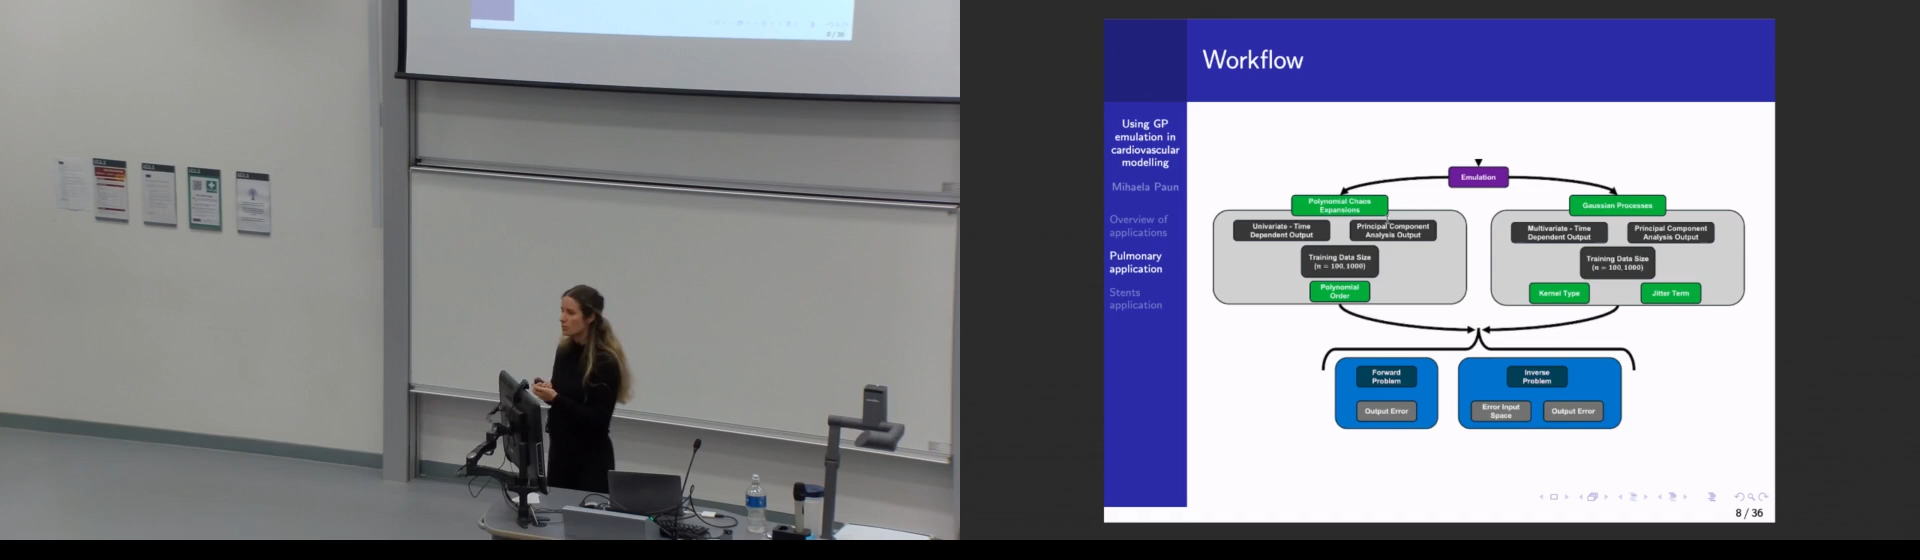 8 / 36
Workflow
Using GP
emulation in
cardiovascular
modelling
Mihaela Paun
Overview of
applications
Pulmonary
application
Stents
application
Emulation
Polynomial Chaos
Expansions
Gaussian Processes
Univariate - Time
Dependent Output
Principal Component
Analysis Output
Multivariate - Time
Dependent Output
Principal Component
Analysis Output
Training Data Size
(n = 100, 1000)
Training Data Size
(n = 100, 1000)
Polynomial
Order
Kernel Type
Jitter Term
Forward
Problem
Inverse
Problem
Output Error
Error Input
Space
Output Error
8 / 36